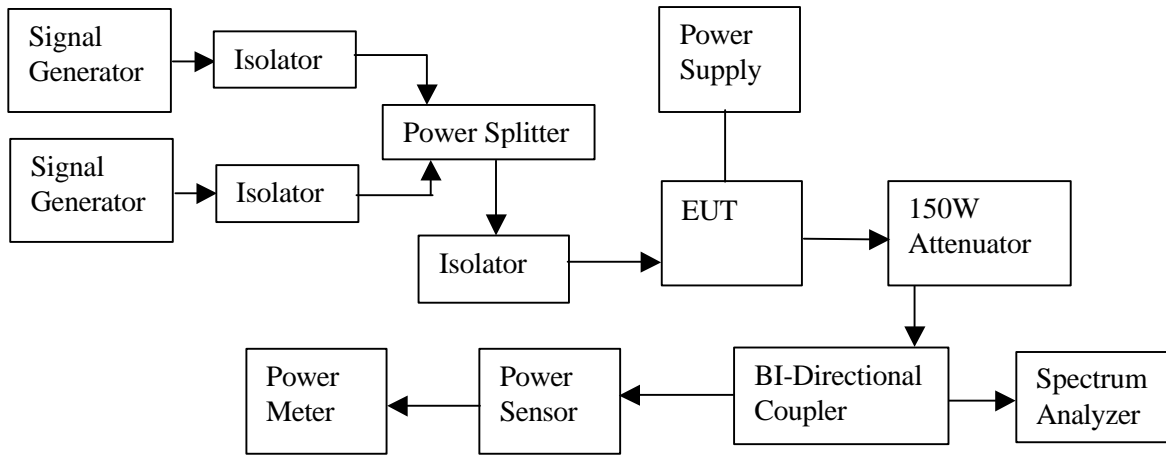 Signal
Generator
Isolator
Power
Supply
Power Splitter
Signal
Generator
Isolator
EUT
150W
Attenuator
Isolator
Power
Meter
Power
Sensor
BI-Directional
Coupler
Spectrum
Analyzer